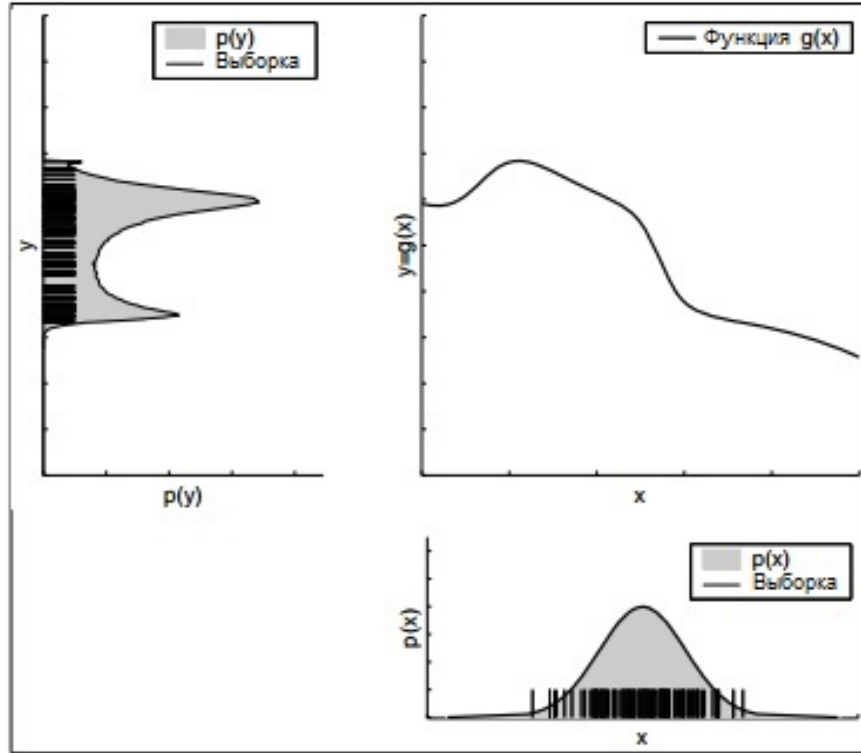 p(y)
Выборка
y
p(y)
Функция g(x)
y=g(x)
x
p(x)
Выборка
p(x)
x